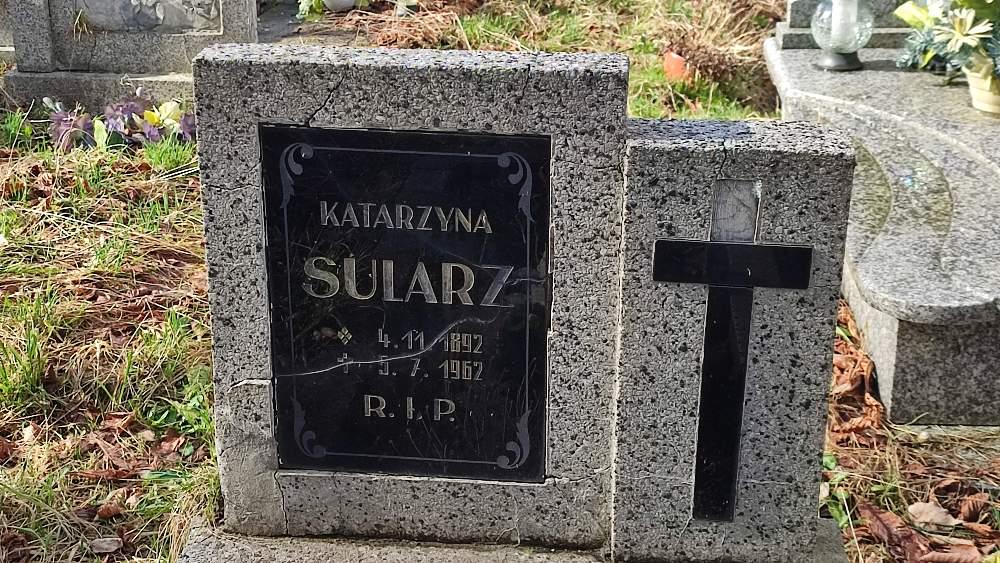 KATARZYNA
SULARZ
* 4.11.1892
† 5.7.1962
R.I.P.